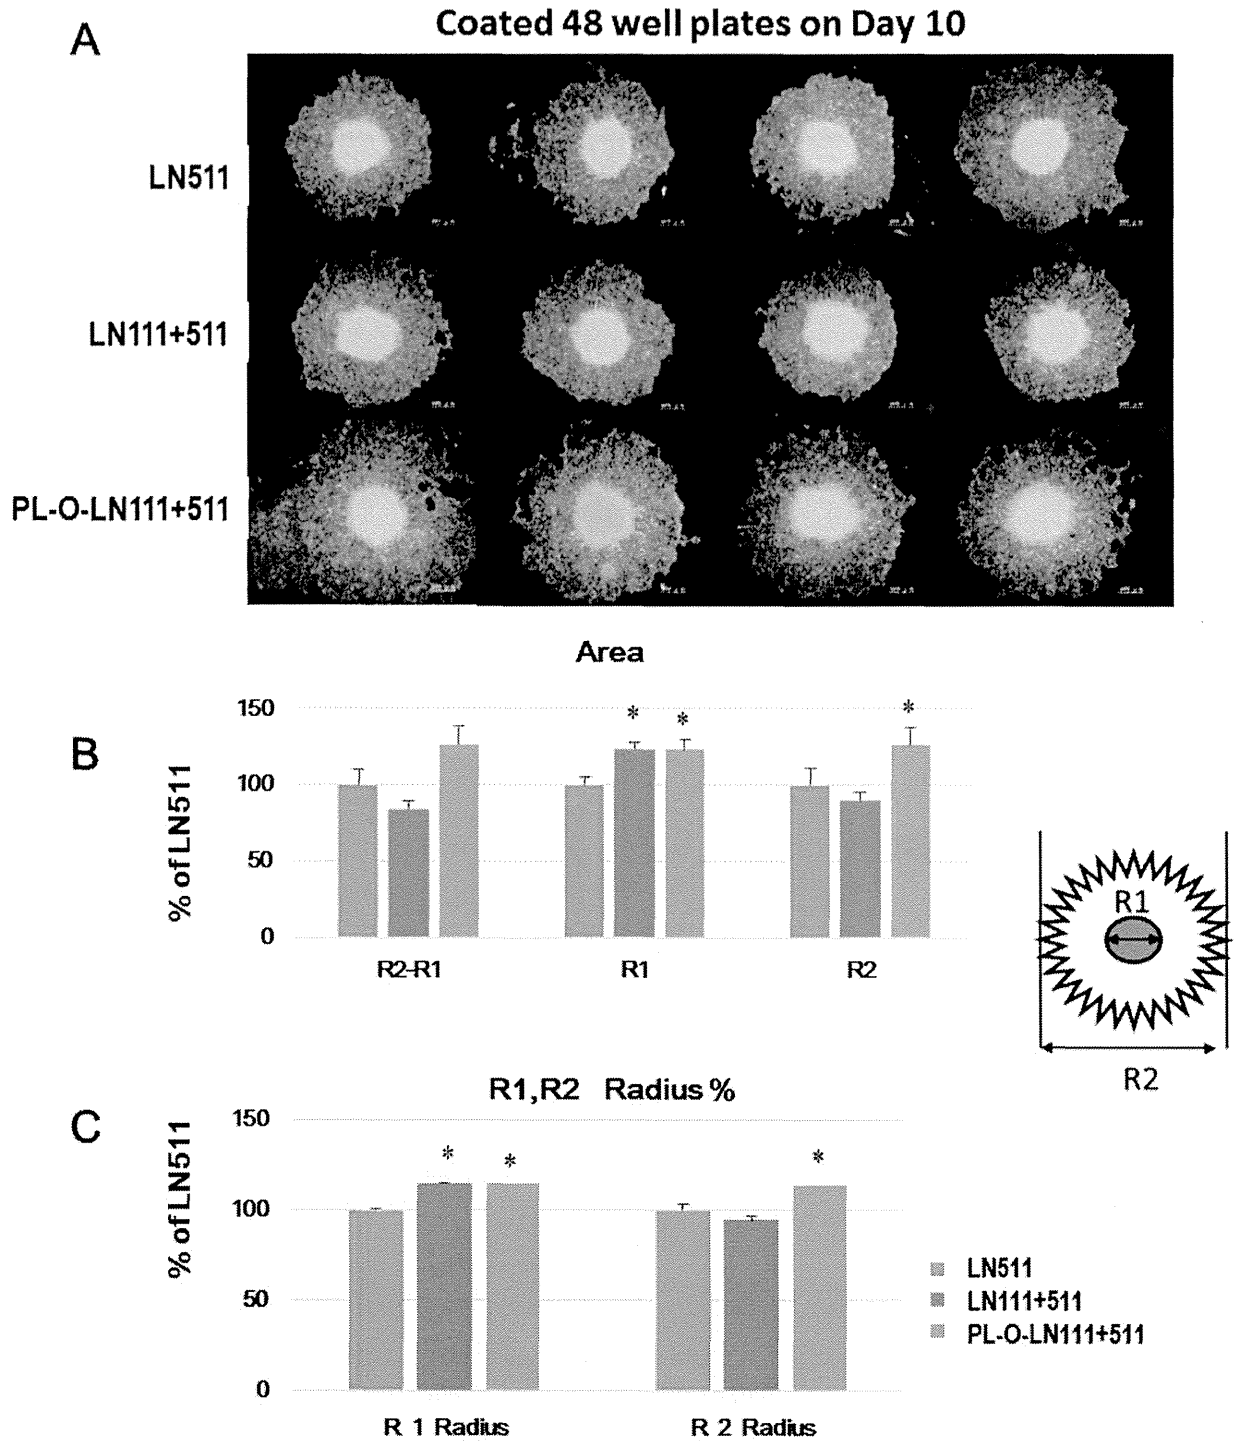 A
Coated 48 well plates on Day 10
LN511
LN111+511
PL-O-LN111+511
Area
B
% of LN511
150
100
50
0
*
*
*
R2-R1
R1
R2
R1
R2
C
R1,R2 Radius %
% of LN511
150
100
50
0
*
*
*
R 1 Radius
R 2 Radius
LN511
LN111+511
PL-O-LN111+511